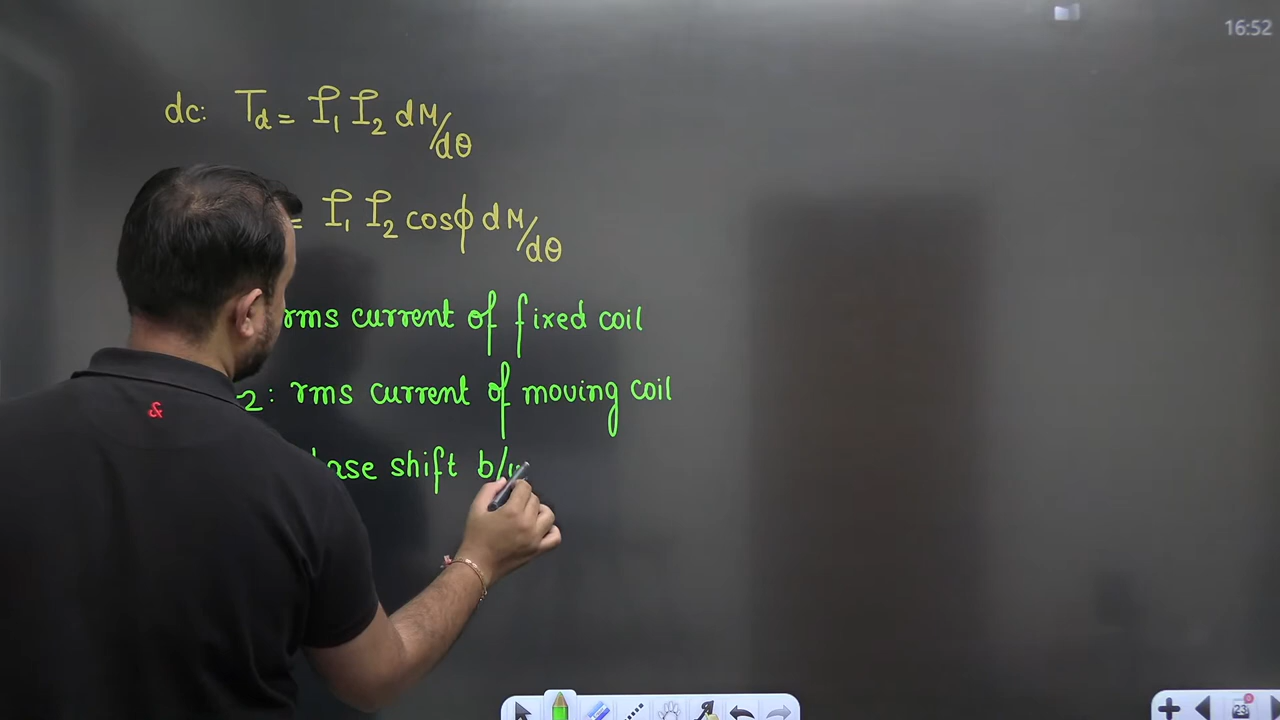 16:52
dc: Td = I1 I2 dM/dθ
= I1 I2 cosϕ dM/dθ
rms current of fixed coil
2: rms current of moving coil
shift b/w
&
23